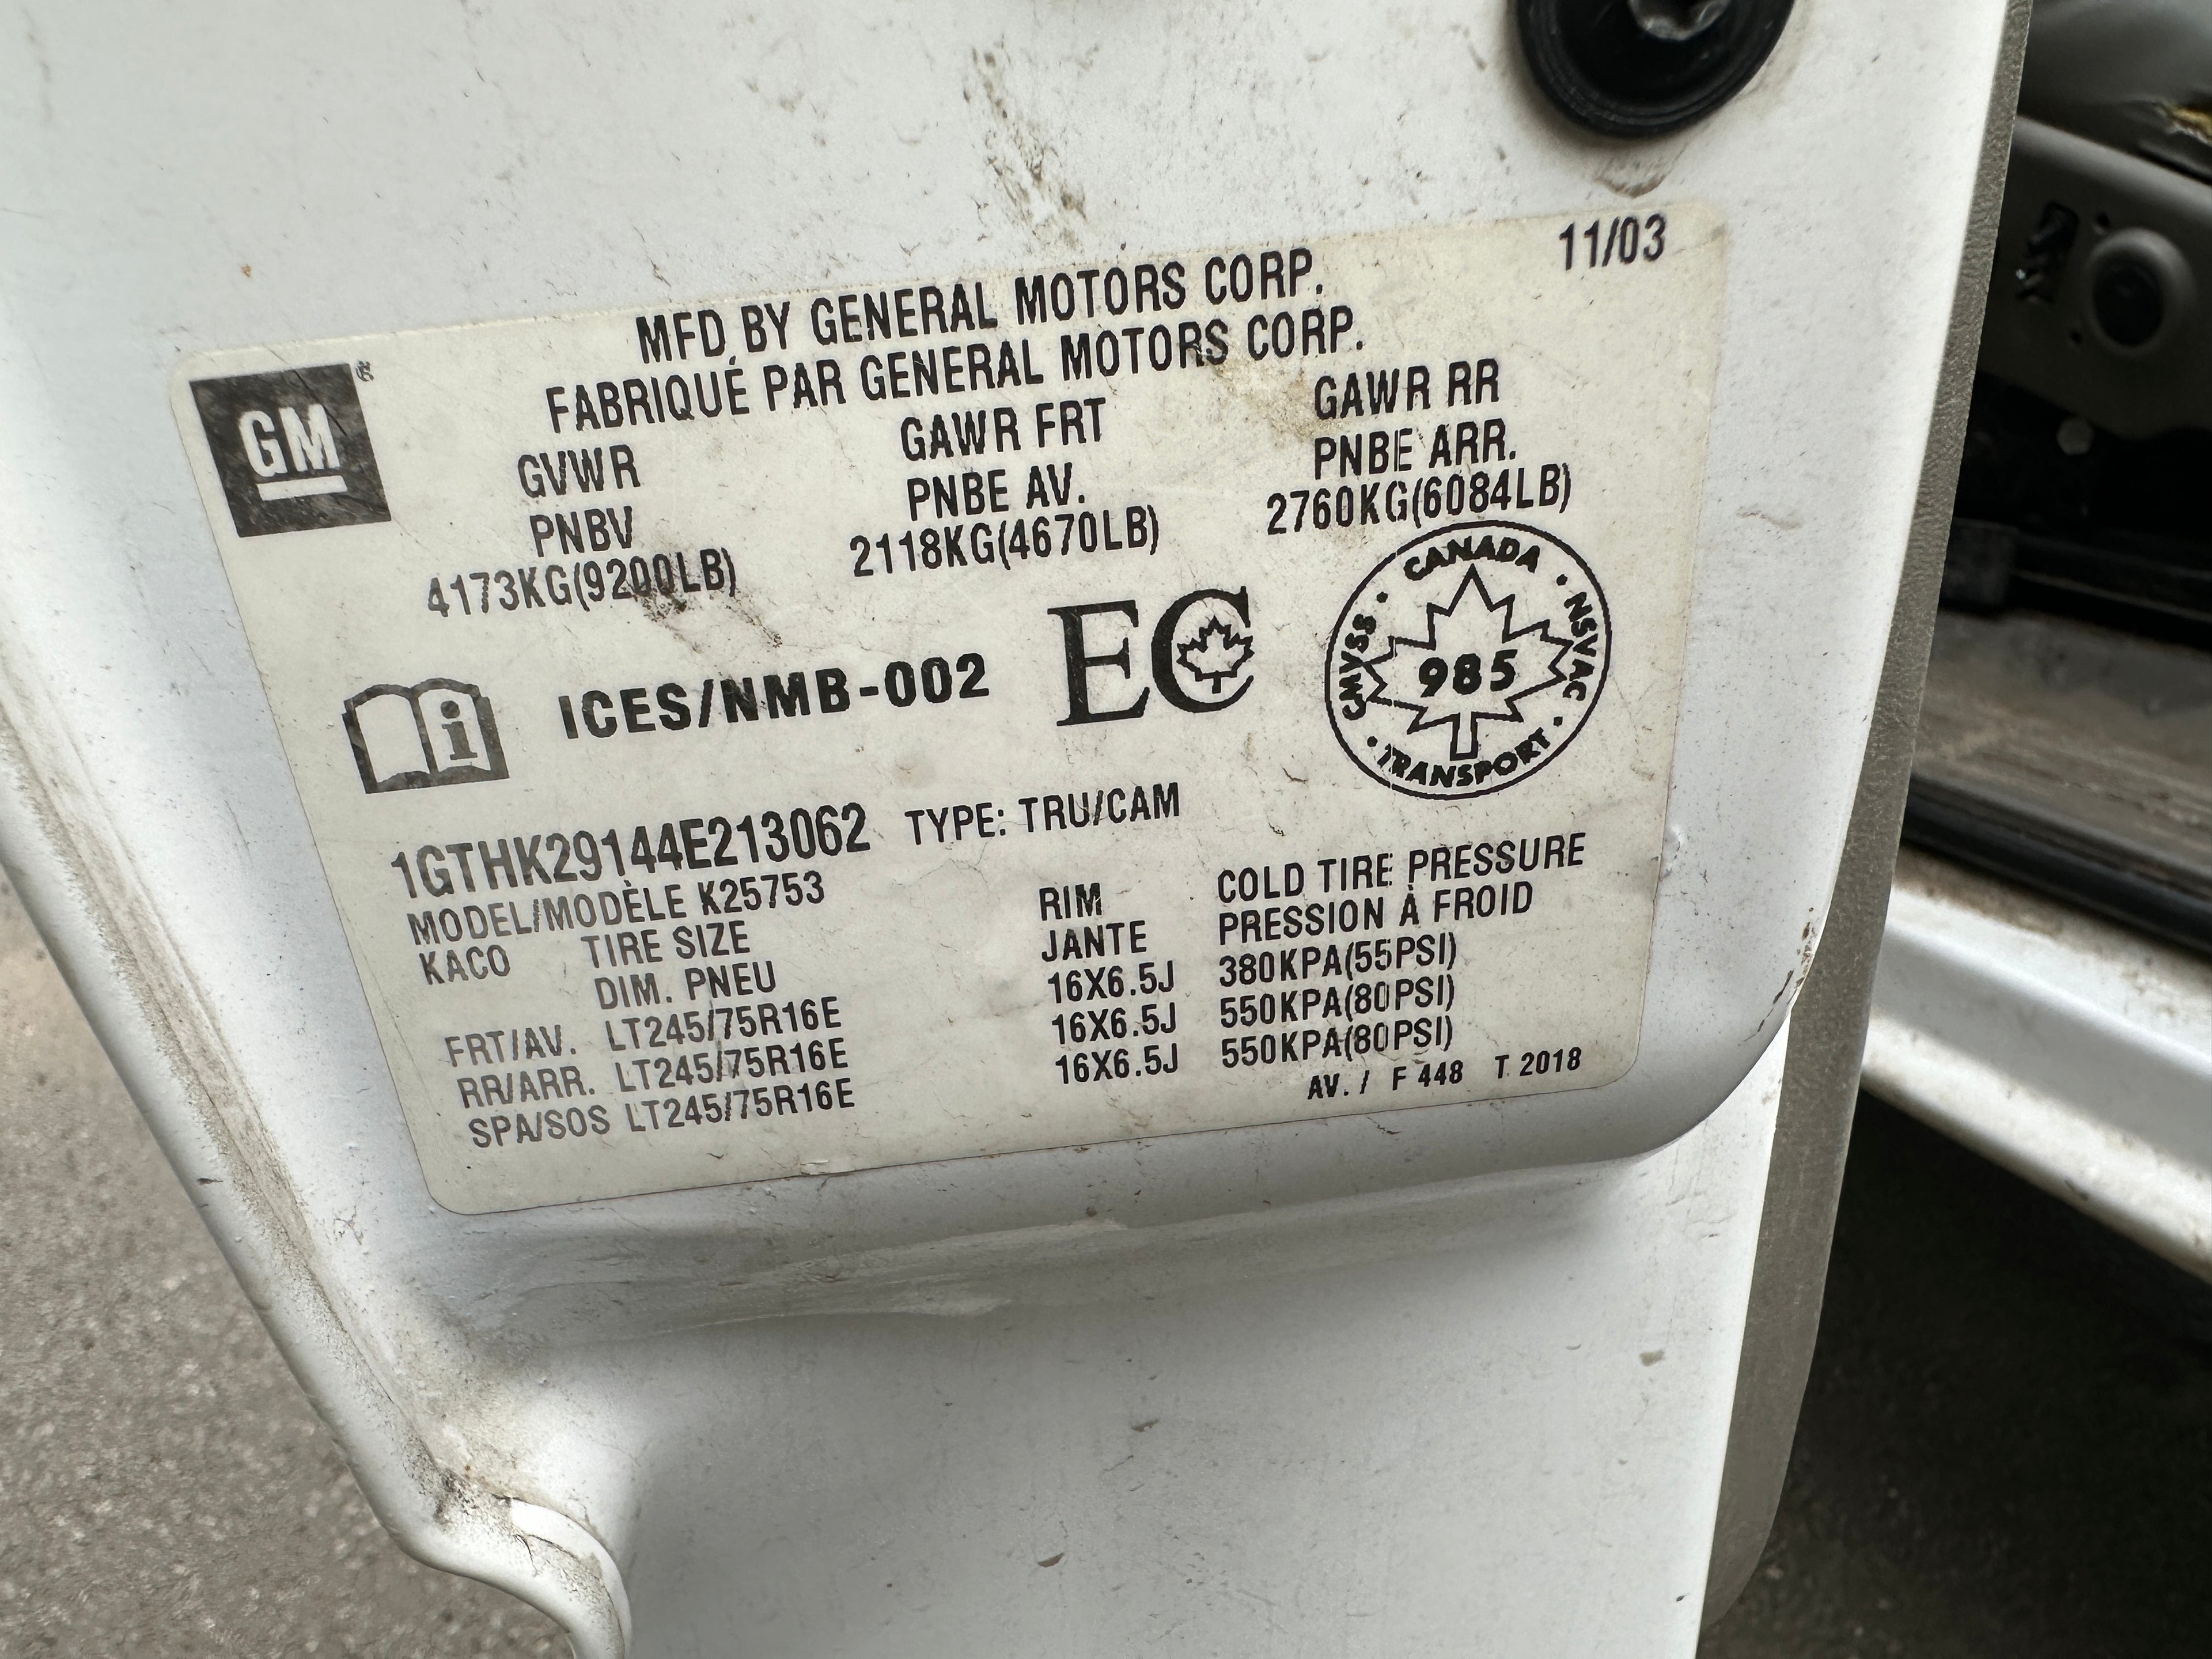 11/03
MFD BY GENERAL MOTORS CORP.
FABRIQUÉ PAR GENERAL MOTORS CORP.
GM
GVWR GAWR FRT GAWR RR
PNBV PNBE AV. PNBE ARR.
4173KG(9200LB) 2118KG(4670LB) 2760KG(6084LB)
i ICES/NMB-002 EC
CANADA · NSVAC · TRANSPORT · CMVSS ·
985
1GTHK29144E213062 TYPE: TRU/CAM
MODEL/MODÈLE K25753
KACO TIRE SIZE RIM COLD TIRE PRESSURE
DIM. PNEU JANTE PRESSION À FROID
FRT/AV. LT245/75R16E 16X6.5J 380KPA(55PSI)
RR/ARR. LT245/75R16E 16X6.5J 550KPA(80PSI)
SPA/SOS LT245/75R16E 16X6.5J 550KPA(80PSI)
AV. / F 448 T 2018